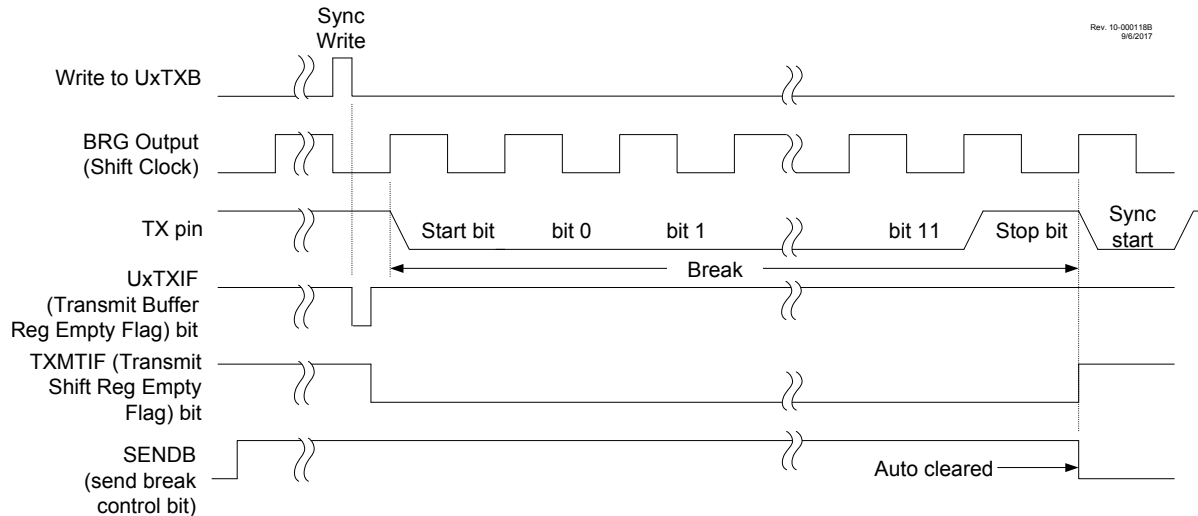 Sync
Write
Rev. 10-000118B
9/6/2017
Write to UxTXB
BRG Output
(Shift Clock)
TX pin
Start bit
bit 0
bit 1
bit 11
Stop bit
Sync
start
Break
UxTXIF
(Transmit Buffer
Reg Empty Flag) bit
TXMTIF (Transmit
Shift Reg Empty
Flag) bit
SENDB
(send break
control bit)
Auto cleared